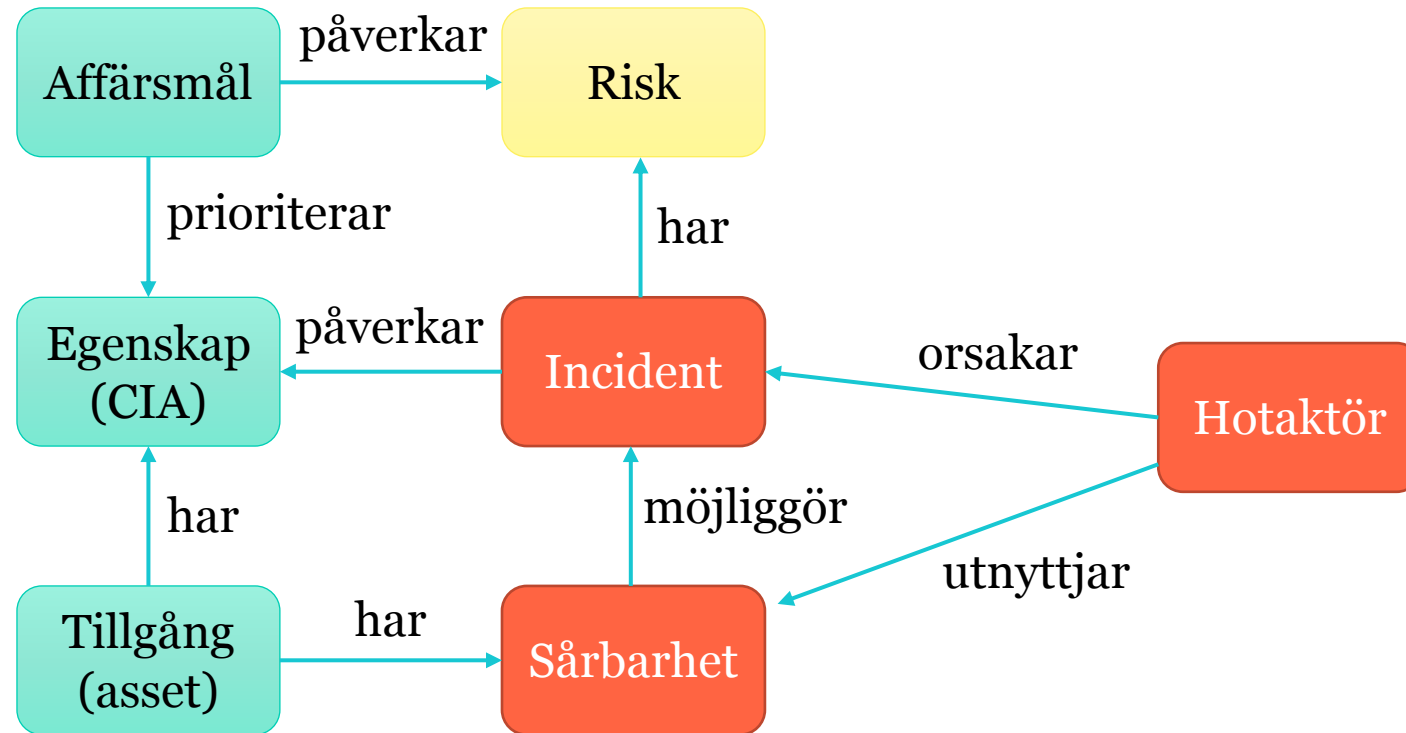 Affärsmål
påverkar
Risk
prioriterar
har
Egenskap
(CIA)
påverkar
Incident
orsakar
Hotaktör
har
möjliggör
utnyttjar
Tillgång
(asset)
har
Sårbarhet